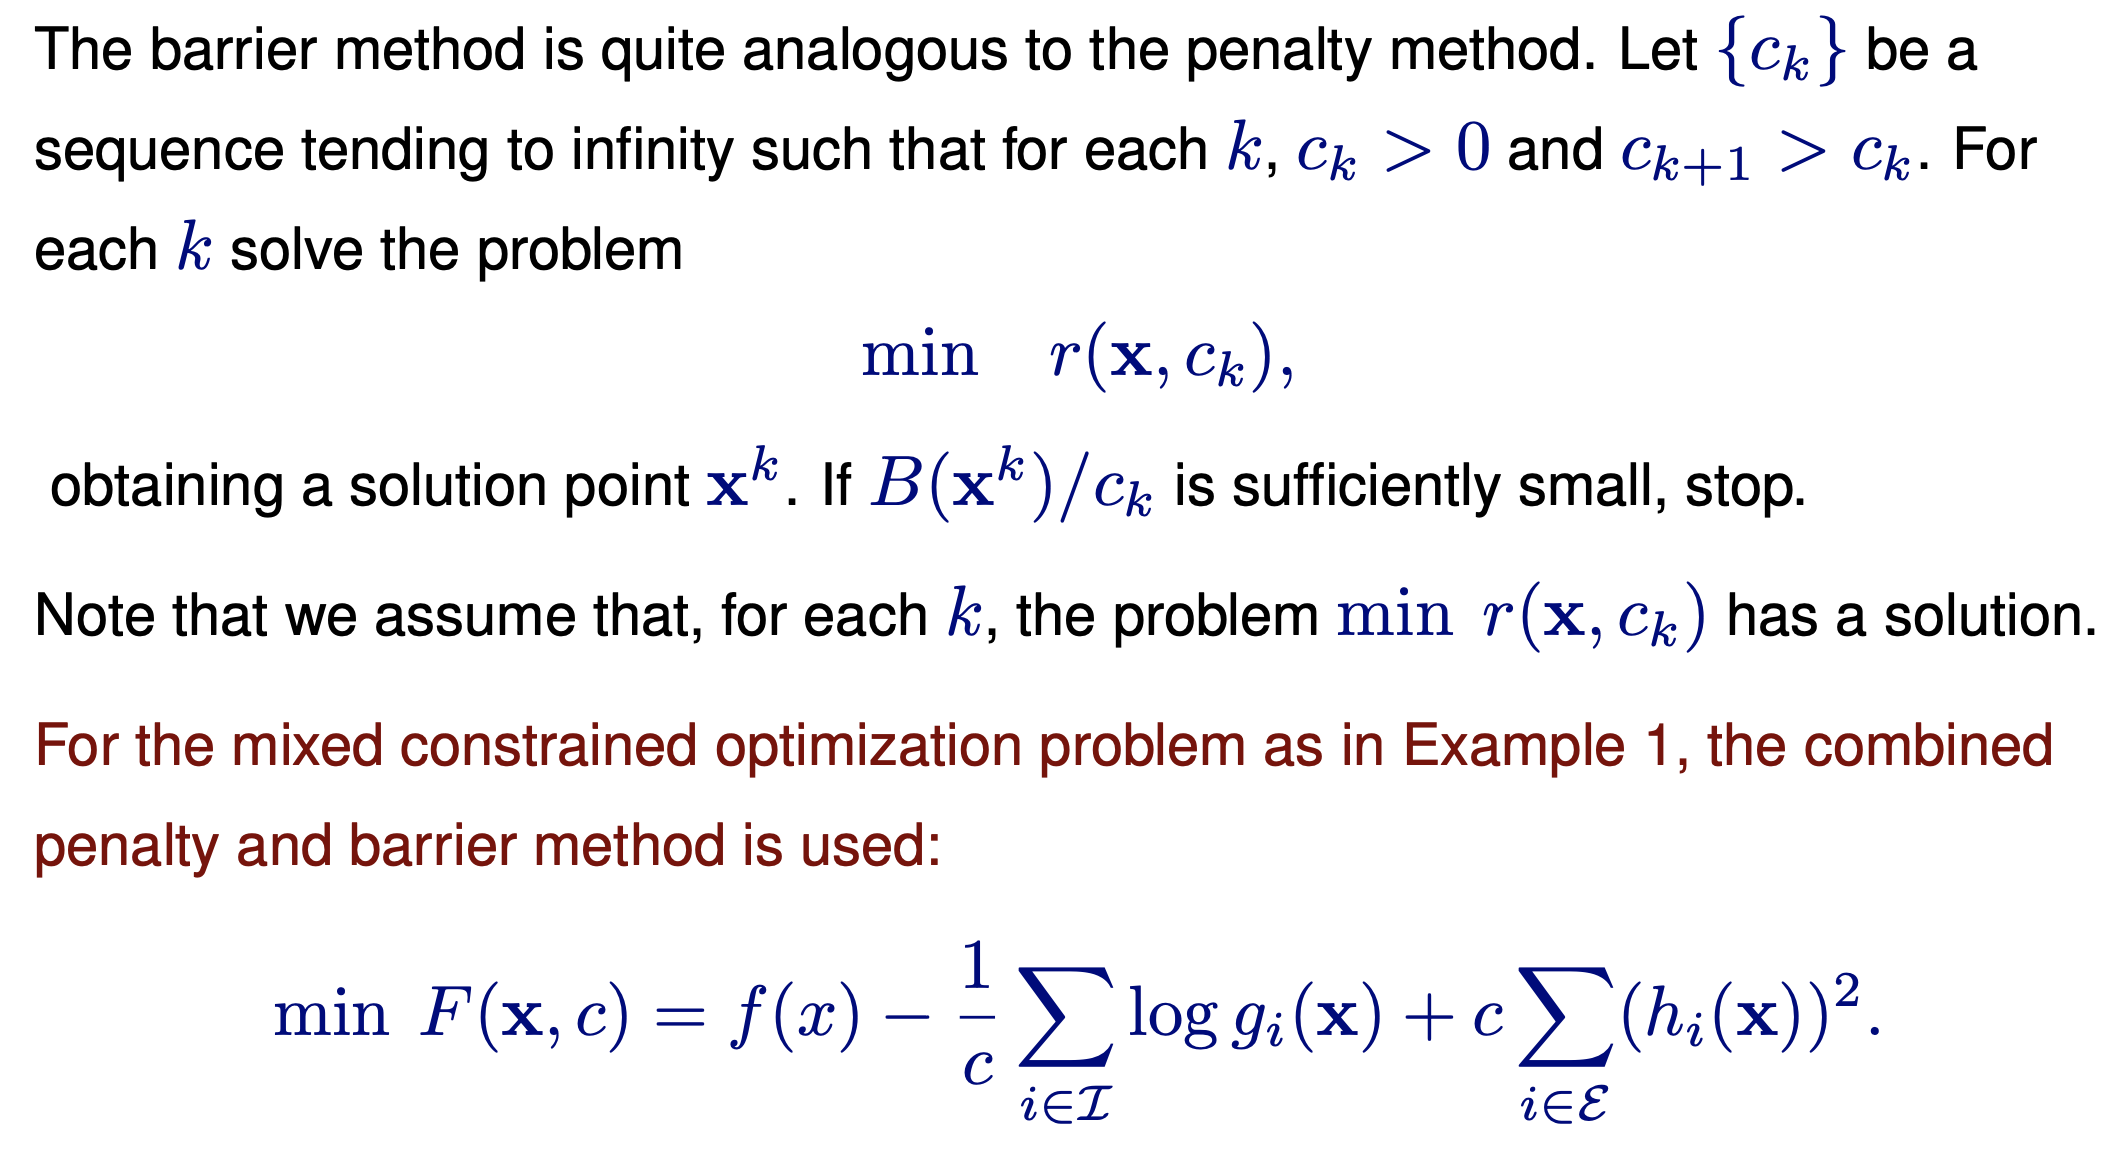 The barrier method is quite analogous to the penalty method. Let $\{c_k\}$ be a
sequence tending to infinity such that for each $k$, $c_k > 0$ and $c_{k+1} > c_k$. For
each $k$ solve the problem
$\min \quad r(\mathbf{x}, c_k),$
obtaining a solution point $\mathbf{x}^k$. If $B(\mathbf{x}^k)/c_k$ is sufficiently small, stop.
Note that we assume that, for each $k$, the problem $\min \ r(\mathbf{x}, c_k)$ has a solution.
For the mixed constrained optimization problem as in Example 1, the combined
penalty and barrier method is used:
$\min \ F(\mathbf{x}, c) = f(x) - \frac{1}{c} \sum_{i \in \mathcal{I}} \log g_i(\mathbf{x}) + c \sum_{i \in \mathcal{E}} (h_i(\mathbf{x}))^2.$